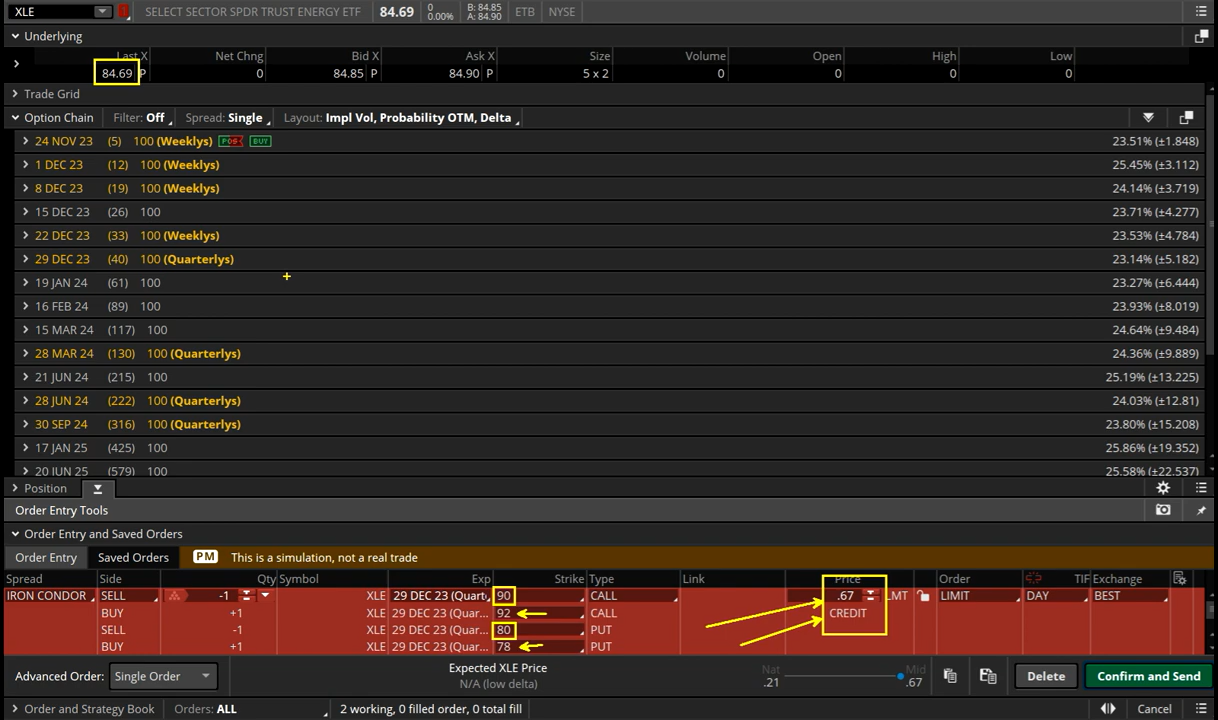 XLE SELECT SECTOR SPDR TRUST ENERGY ETF 84.69 0 0.00% B: 84.85 A: 84.90 ETB NYSE
Underlying
Last X Net Chng Bid X Ask X Size Volume Open High Low
84.69 P 0 84.85 P 84.90 P 5 x 2 0 0 0 0
Trade Grid
Option Chain Filter: Off Spread: Single Layout: Impl Vol, Probability OTM, Delta
24 NOV 23 (5) 100 (Weeklys) POS BUY 23.51% (±1.848)
1 DEC 23 (12) 100 (Weeklys) 25.45% (±3.112)
8 DEC 23 (19) 100 (Weeklys) 24.14% (±3.719)
15 DEC 23 (26) 100 23.71% (±4.277)
22 DEC 23 (33) 100 (Weeklys) 23.53% (±4.784)
29 DEC 23 (40) 100 (Quarterlys) 23.14% (±5.182)
19 JAN 24 (61) 100 23.27% (±6.444)
16 FEB 24 (89) 100 23.93% (±8.019)
15 MAR 24 (117) 100 24.64% (±9.484)
28 MAR 24 (130) 100 (Quarterlys) 24.36% (±9.889)
21 JUN 24 (215) 100 25.19% (±13.225)
28 JUN 24 (222) 100 (Quarterlys) 24.03% (±12.81)
30 SEP 24 (316) 100 (Quarterlys) 23.80% (±15.208)
17 JAN 25 (425) 100 25.86% (±19.352)
20 JUN 25 (579) 100 25.58% (±22.537)
Position
Order Entry Tools
Order Entry and Saved Orders
Order Entry Saved Orders PM This is a simulation, not a real trade
Spread Side Qty Symbol Exp Strike Type Link Price Order TIF Exchange
IRON CONDOR SELL -1 XLE 29 DEC 23 (Quart 90 CALL .67 LMT LIMIT DAY BEST
BUY +1 XLE 29 DEC 23 (Quar... 92 CALL CREDIT
SELL -1 XLE 29 DEC 23 (Quar... 80 PUT
BUY +1 XLE 29 DEC 23 (Quar... 78 PUT
Advanced Order: Single Order Expected XLE Price N/A (low delta) Nat .21 Mid .67 Delete Confirm and Send
Order and Strategy Book Orders: ALL 2 working, 0 filled order, 0 total fill Cancel